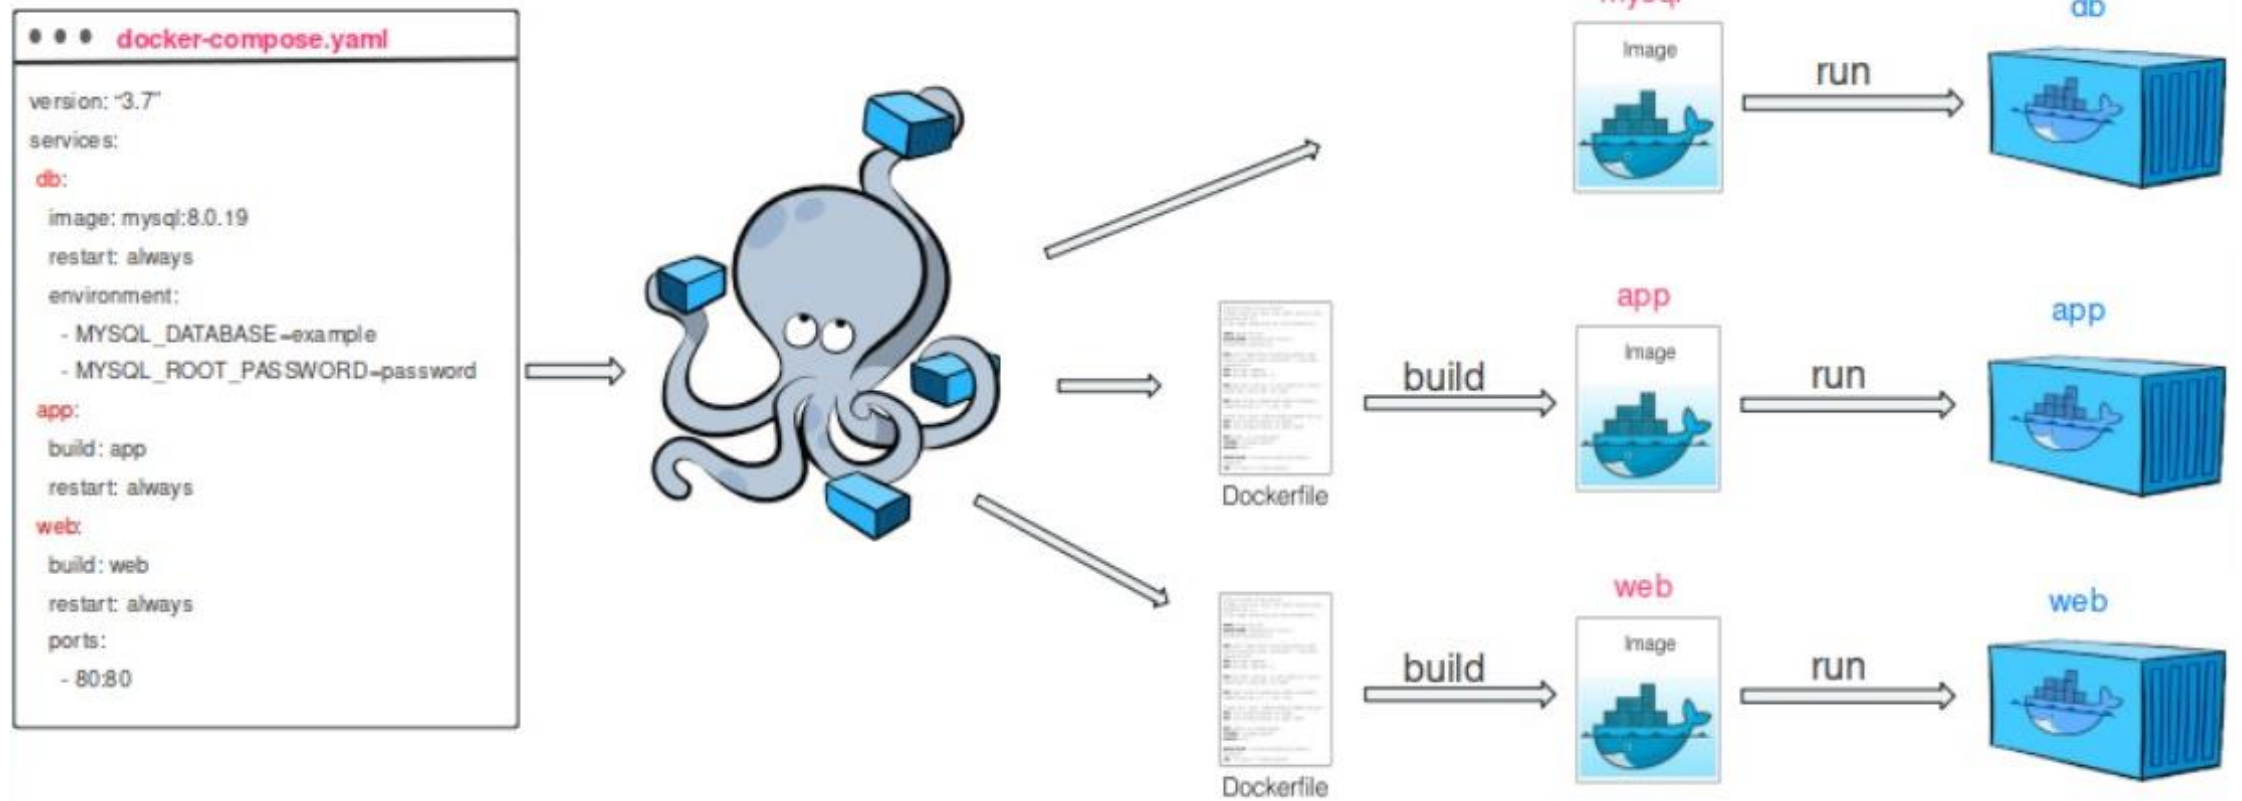 docker-compose.yaml
version: “3.7”
services:
db:
image: mysql:8.0.19
restart: always
environment:
- MYSQL_DATABASE=example
- MYSQL_ROOT_PASSWORD=password
app:
build: app
restart: always
web:
build: web
restart: always
ports:
- 80:80
mysql
Image
run
db
Dockerfile
build
app
Image
run
app
Dockerfile
build
web
Image
run
web